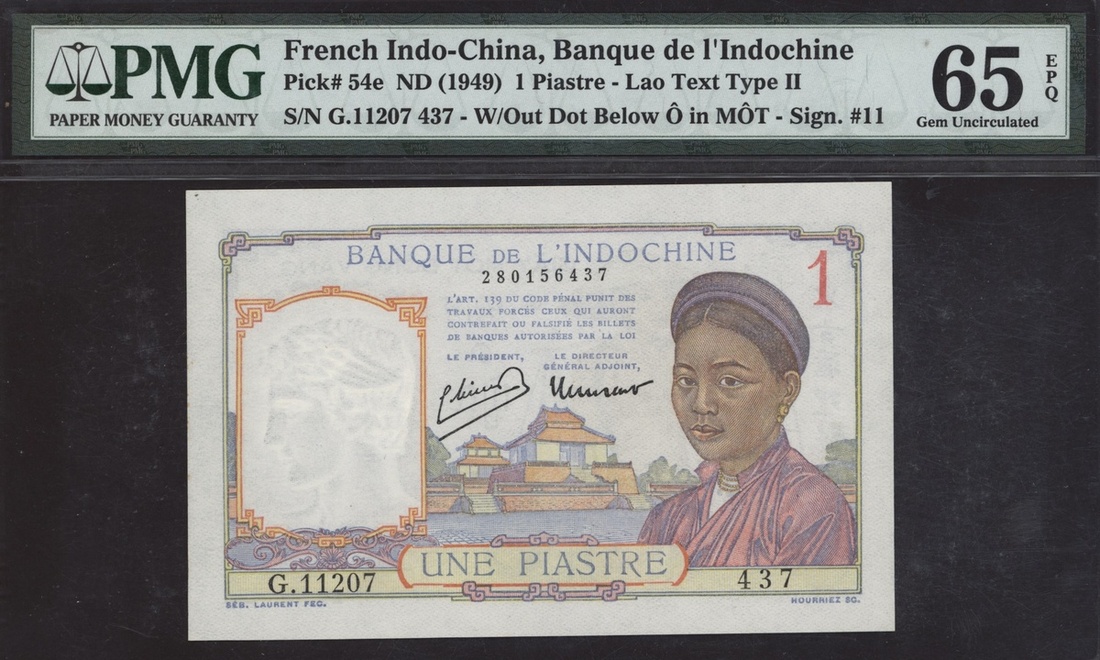 PMG
PAPER MONEY GUARANTY
French Indo-China, Banque de l'Indochine
Pick# 54e ND (1949) 1 Piastre - Lao Text Type II
S/N G.11207 437 - W/Out Dot Below Ô in MÔT - Sign. #11
65
EPQ
Gem Uncirculated
BANQUE DE L'INDOCHINE
1
280156437
L'ART. 139 DU CODE PÉNAL PUNIT DES
TRAVAUX FORCÉS CEUX QUI AURONT
CONTREFAIT OU FALSIFIÉ LES BILLETS
DE BANQUES AUTORISÉES PAR LA LOI
LE PRÉSIDENT,
LE DIRECTEUR
GÉNÉRAL ADJOINT,
UNE PIASTRE
G.11207
437
SÉB. LAURENT FEC.
HOURRIEZ SC.